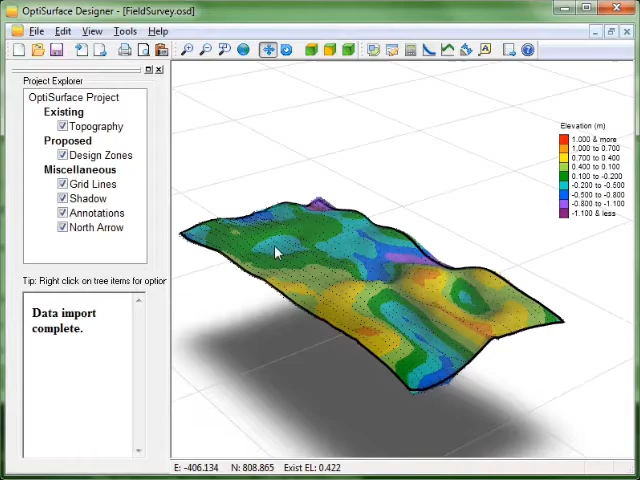 OptiSurface Designer - [FieldSurvey.osd]
File Edit View Tools Help
Project Explorer
OptiSurface Project
Existing
Topography
Proposed
Design Zones
Miscellaneous
Grid Lines
Shadow
Annotations
North Arrow
Tip: Right click on tree items for option
Data import
complete.
Elevation (m)
1.000 & more
1.000 to 0.700
0.700 to 0.400
0.400 to 0.100
0.100 to -0.200
-0.200 to -0.500
-0.500 to -0.800
-0.800 to -1.100
-1.100 & less
E: -406.134 N: 808.865 Exist EL: 0.422